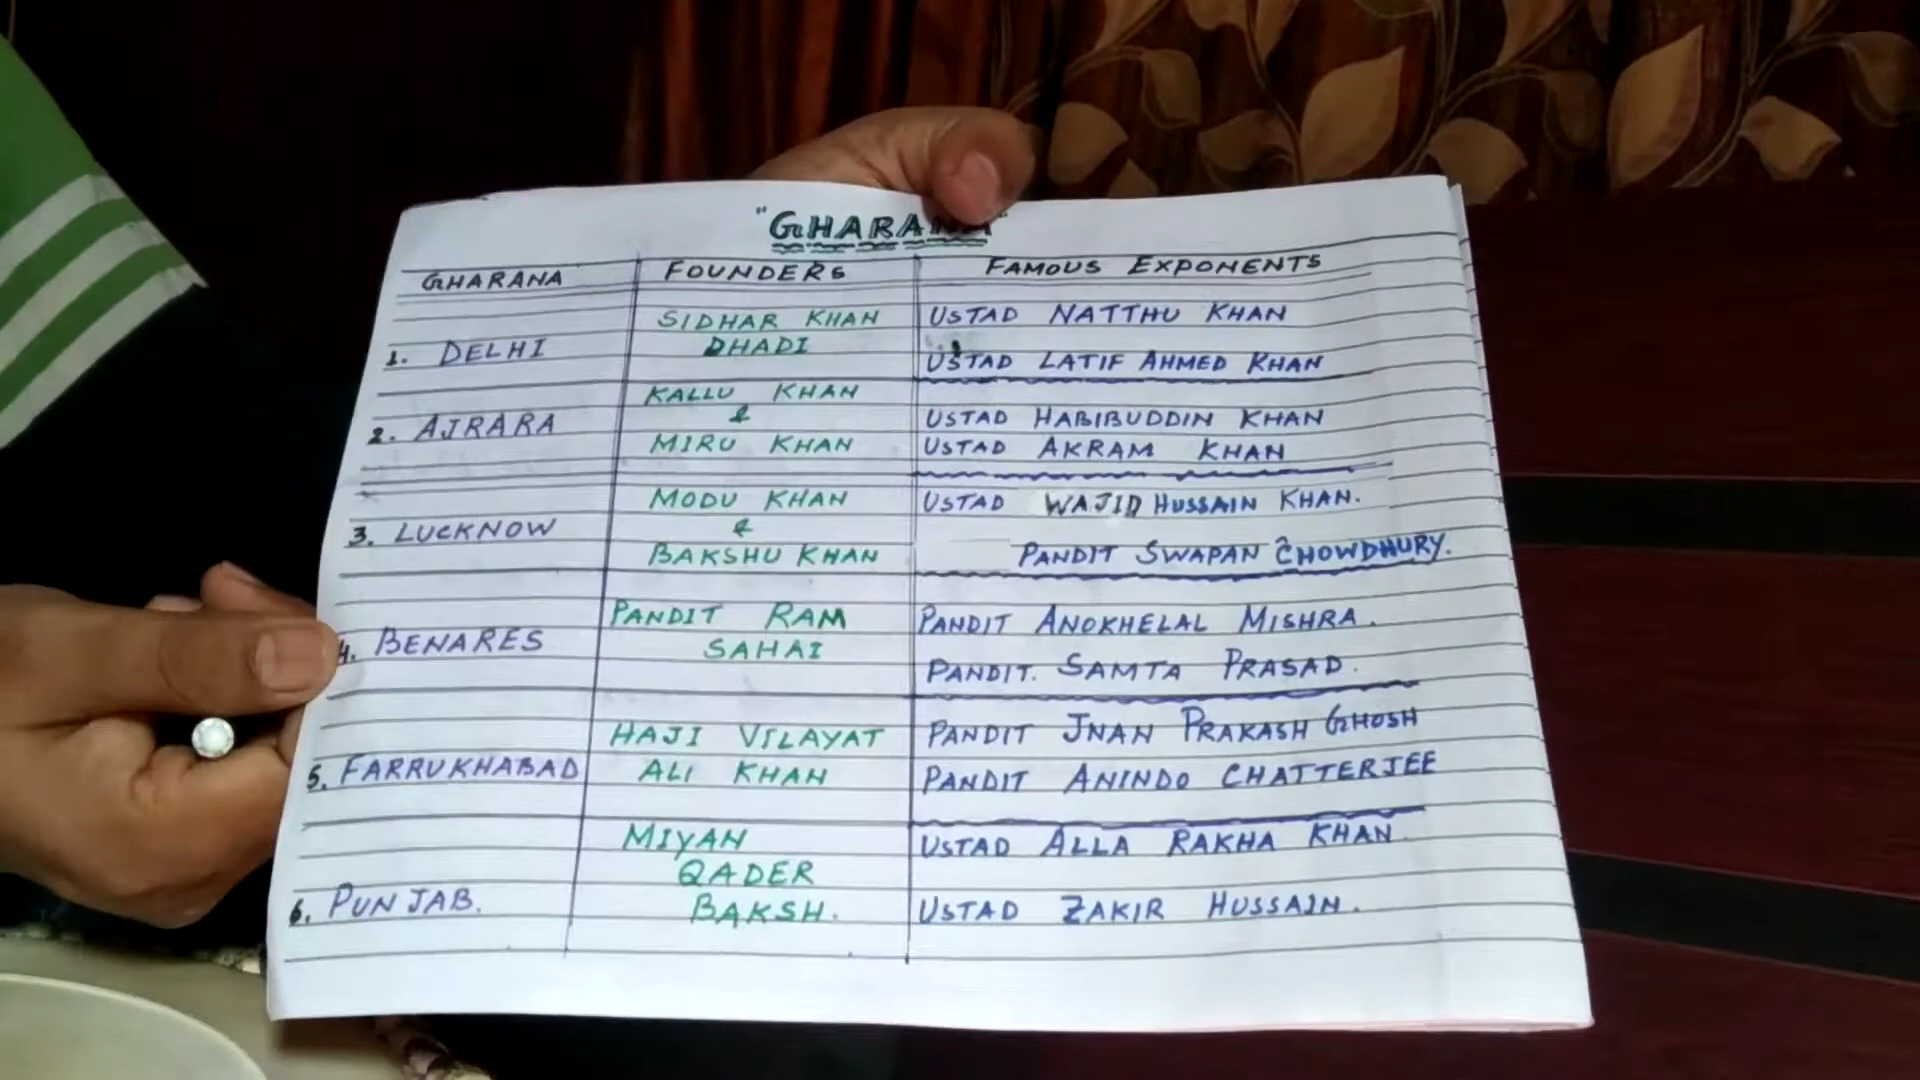 "GHARANA"
GHARANA FOUNDERS FAMOUS EXPONENTS
SIDHAR KHAN USTAD NATTHU KHAN
1. DELHI DHADI USTAD LATIF AHMED KHAN
KALLU KHAN
2. AJRARA & USTAD HABIBUDDIN KHAN
MIRU KHAN USTAD AKRAM KHAN
MODU KHAN USTAD WAJID HUSSAIN KHAN.
3. LUCKNOW &
BAKSHU KHAN PANDIT SWAPAN CHOWDHURY.
PANDIT RAM PANDIT ANOKHELAL MISHRA.
4. BENARES SAHAI PANDIT. SAMTA PRASAD.
HAJI VILAYAT PANDIT JNAN PRAKASH GHOSH
5. FARRUKHABAD ALI KHAN PANDIT ANINDO CHATTERJEE
MIYAN USTAD ALLA RAKHA KHAN.
QADER
6. PUNJAB. BAKSH. USTAD ZAKIR HUSSAIN.